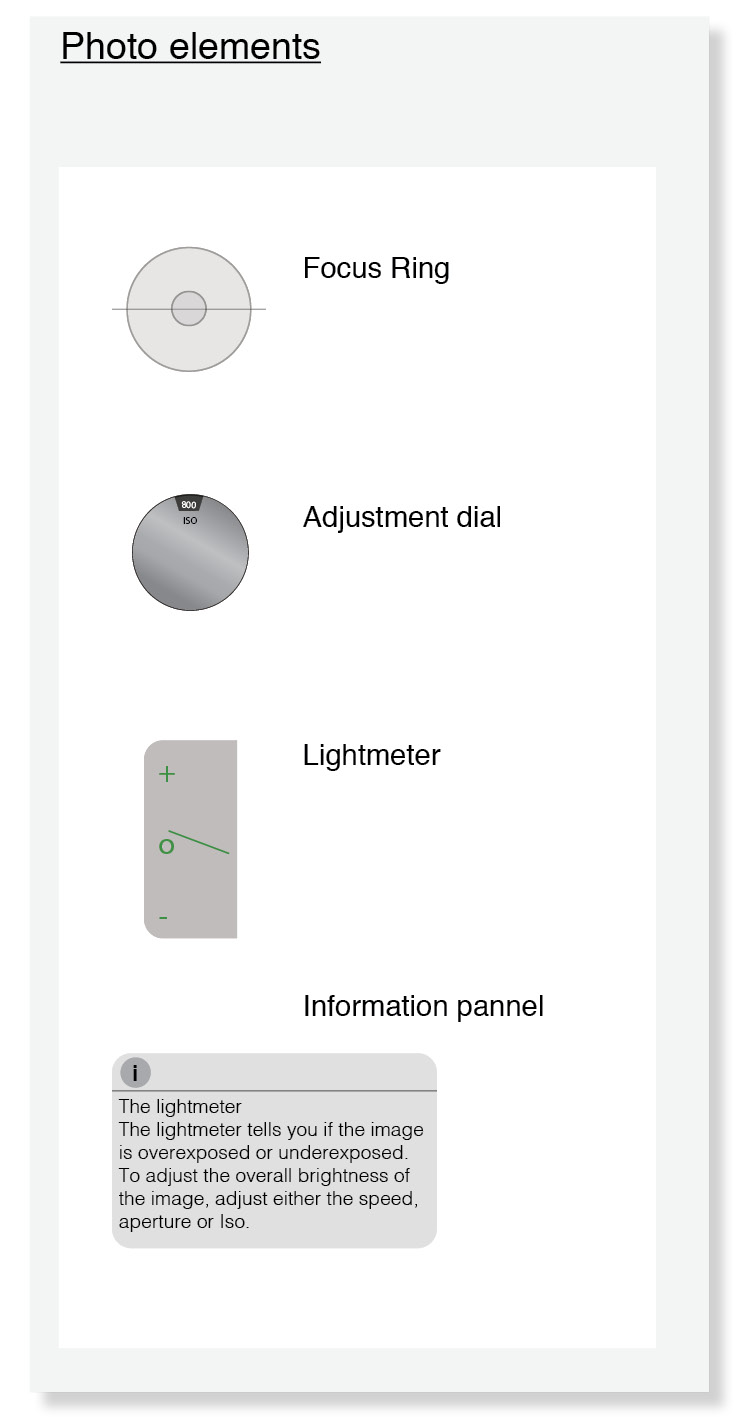 Photo elements
Focus Ring
800
ISO
Adjustment dial
+
o
-
Lightmeter
Information pannel
i
The lightmeter
The lightmeter tells you if the image
is overexposed or underexposed.
To adjust the overall brightness of
the image, adjust either the speed,
aperture or Iso.